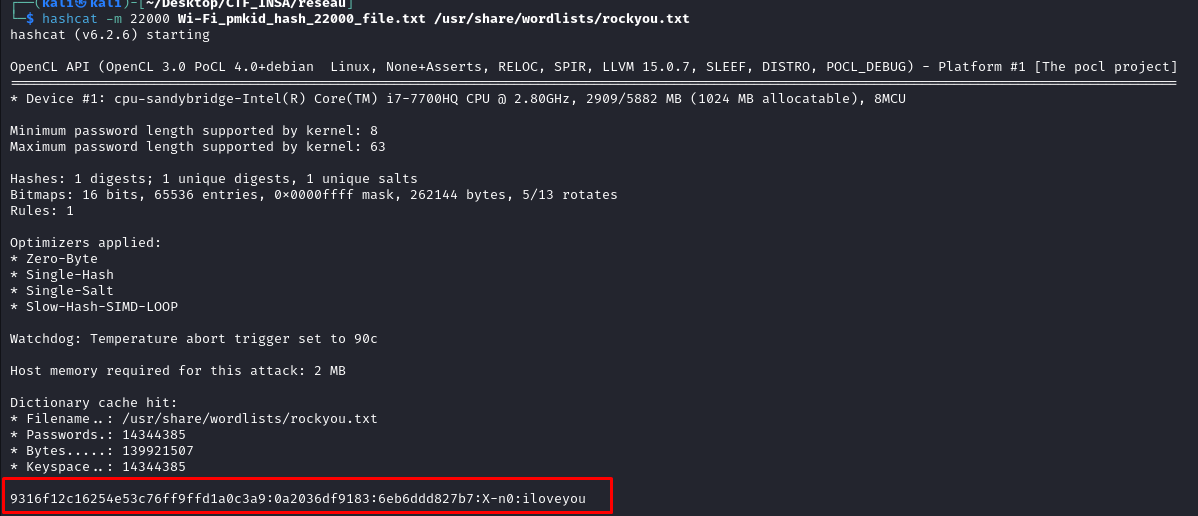 ┌──(kali㉿kali)-[~/Desktop/CTF_INSA/reseau]
└─$ hashcat -m 22000 Wi-Fi_pmkid_hash_22000_file.txt /usr/share/wordlists/rockyou.txt
hashcat (v6.2.6) starting
OpenCL API (OpenCL 3.0 PoCL 4.0+debian  Linux, None+Asserts, RELOC, SPIR, LLVM 15.0.7, SLEEF, DISTRO, POCL_DEBUG) - Platform #1 [The pocl project]
* Device #1: cpu-sandybridge-Intel(R) Core(TM) i7-7700HQ CPU @ 2.80GHz, 2909/5882 MB (1024 MB allocatable), 8MCU
Minimum password length supported by kernel: 8
Maximum password length supported by kernel: 63
Hashes: 1 digests; 1 unique digests, 1 unique salts
Bitmaps: 16 bits, 65536 entries, 0x0000ffff mask, 262144 bytes, 5/13 rotates
Rules: 1
Optimizers applied:
* Zero-Byte
* Single-Hash
* Single-Salt
* Slow-Hash-SIMD-LOOP
Watchdog: Temperature abort trigger set to 90c
Host memory required for this attack: 2 MB
Dictionary cache hit:
* Filename..: /usr/share/wordlists/rockyou.txt
* Passwords.: 14344385
* Bytes.....: 139921507
* Keyspace..: 14344385
9316f12c16254e53c76ff9ffd1a0c3a9:0a2036df9183:6eb6ddd827b7:X-n0:iloveyou